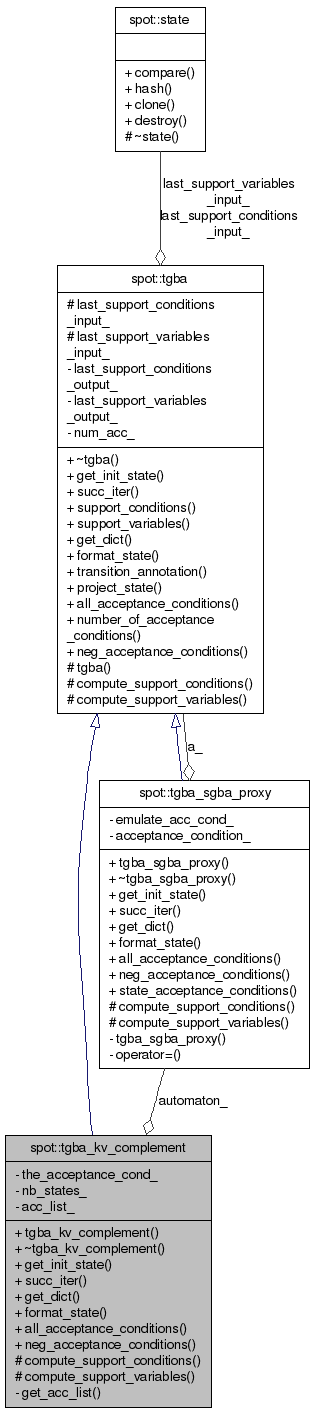 spot::state
+ compare()
+ hash()
+ clone()
+ destroy()
# ~state()
last_support_variables
_input_
last_support_conditions
_input_
spot::tgba
# last_support_conditions
_input_
# last_support_variables
_input_
- last_support_conditions
_output_
- last_support_variables
_output_
- num_acc_
+ ~tgba()
+ get_init_state()
+ succ_iter()
+ support_conditions()
+ support_variables()
+ get_dict()
+ format_state()
+ transition_annotation()
+ project_state()
+ all_acceptance_conditions()
+ number_of_acceptance
_conditions()
+ neg_acceptance_conditions()
# tgba()
# compute_support_conditions()
# compute_support_variables()
a_
spot::tgba_sgba_proxy
- emulate_acc_cond_
- acceptance_condition_
+ tgba_sgba_proxy()
+ ~tgba_sgba_proxy()
+ get_init_state()
+ succ_iter()
+ get_dict()
+ format_state()
+ all_acceptance_conditions()
+ neg_acceptance_conditions()
+ state_acceptance_conditions()
# compute_support_conditions()
# compute_support_variables()
- tgba_sgba_proxy()
- operator=()
automaton_
spot::tgba_kv_complement
- the_acceptance_cond_
- nb_states_
- acc_list_
+ tgba_kv_complement()
+ ~tgba_kv_complement()
+ get_init_state()
+ succ_iter()
+ get_dict()
+ format_state()
+ all_acceptance_conditions()
+ neg_acceptance_conditions()
# compute_support_conditions()
# compute_support_variables()
- get_acc_list()